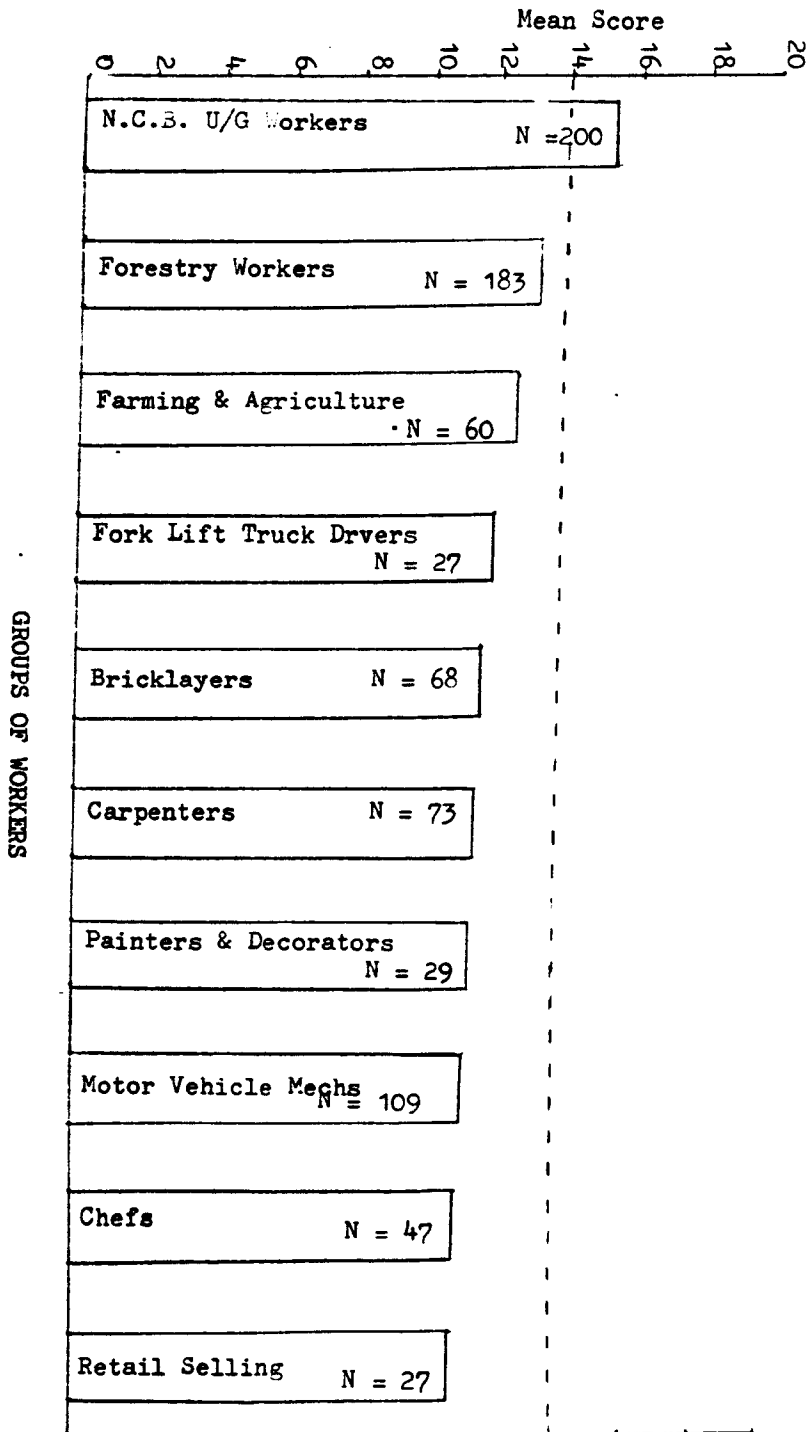 Mean Score
0 2 4 6 8 10 12 14 16 18 20
N.C.B. U/G Workers
N =200
Forestry Workers
N = 183
Farming & Agriculture
N = 60
Fork Lift Truck Drvers
N = 27
Bricklayers N = 68
Carpenters N = 73
Painters & Decorators
N = 29
Motor Vehicle Mechs
N = 109
Chefs
N = 47
Retail Selling
N = 27
GROUPS OF WORKERS